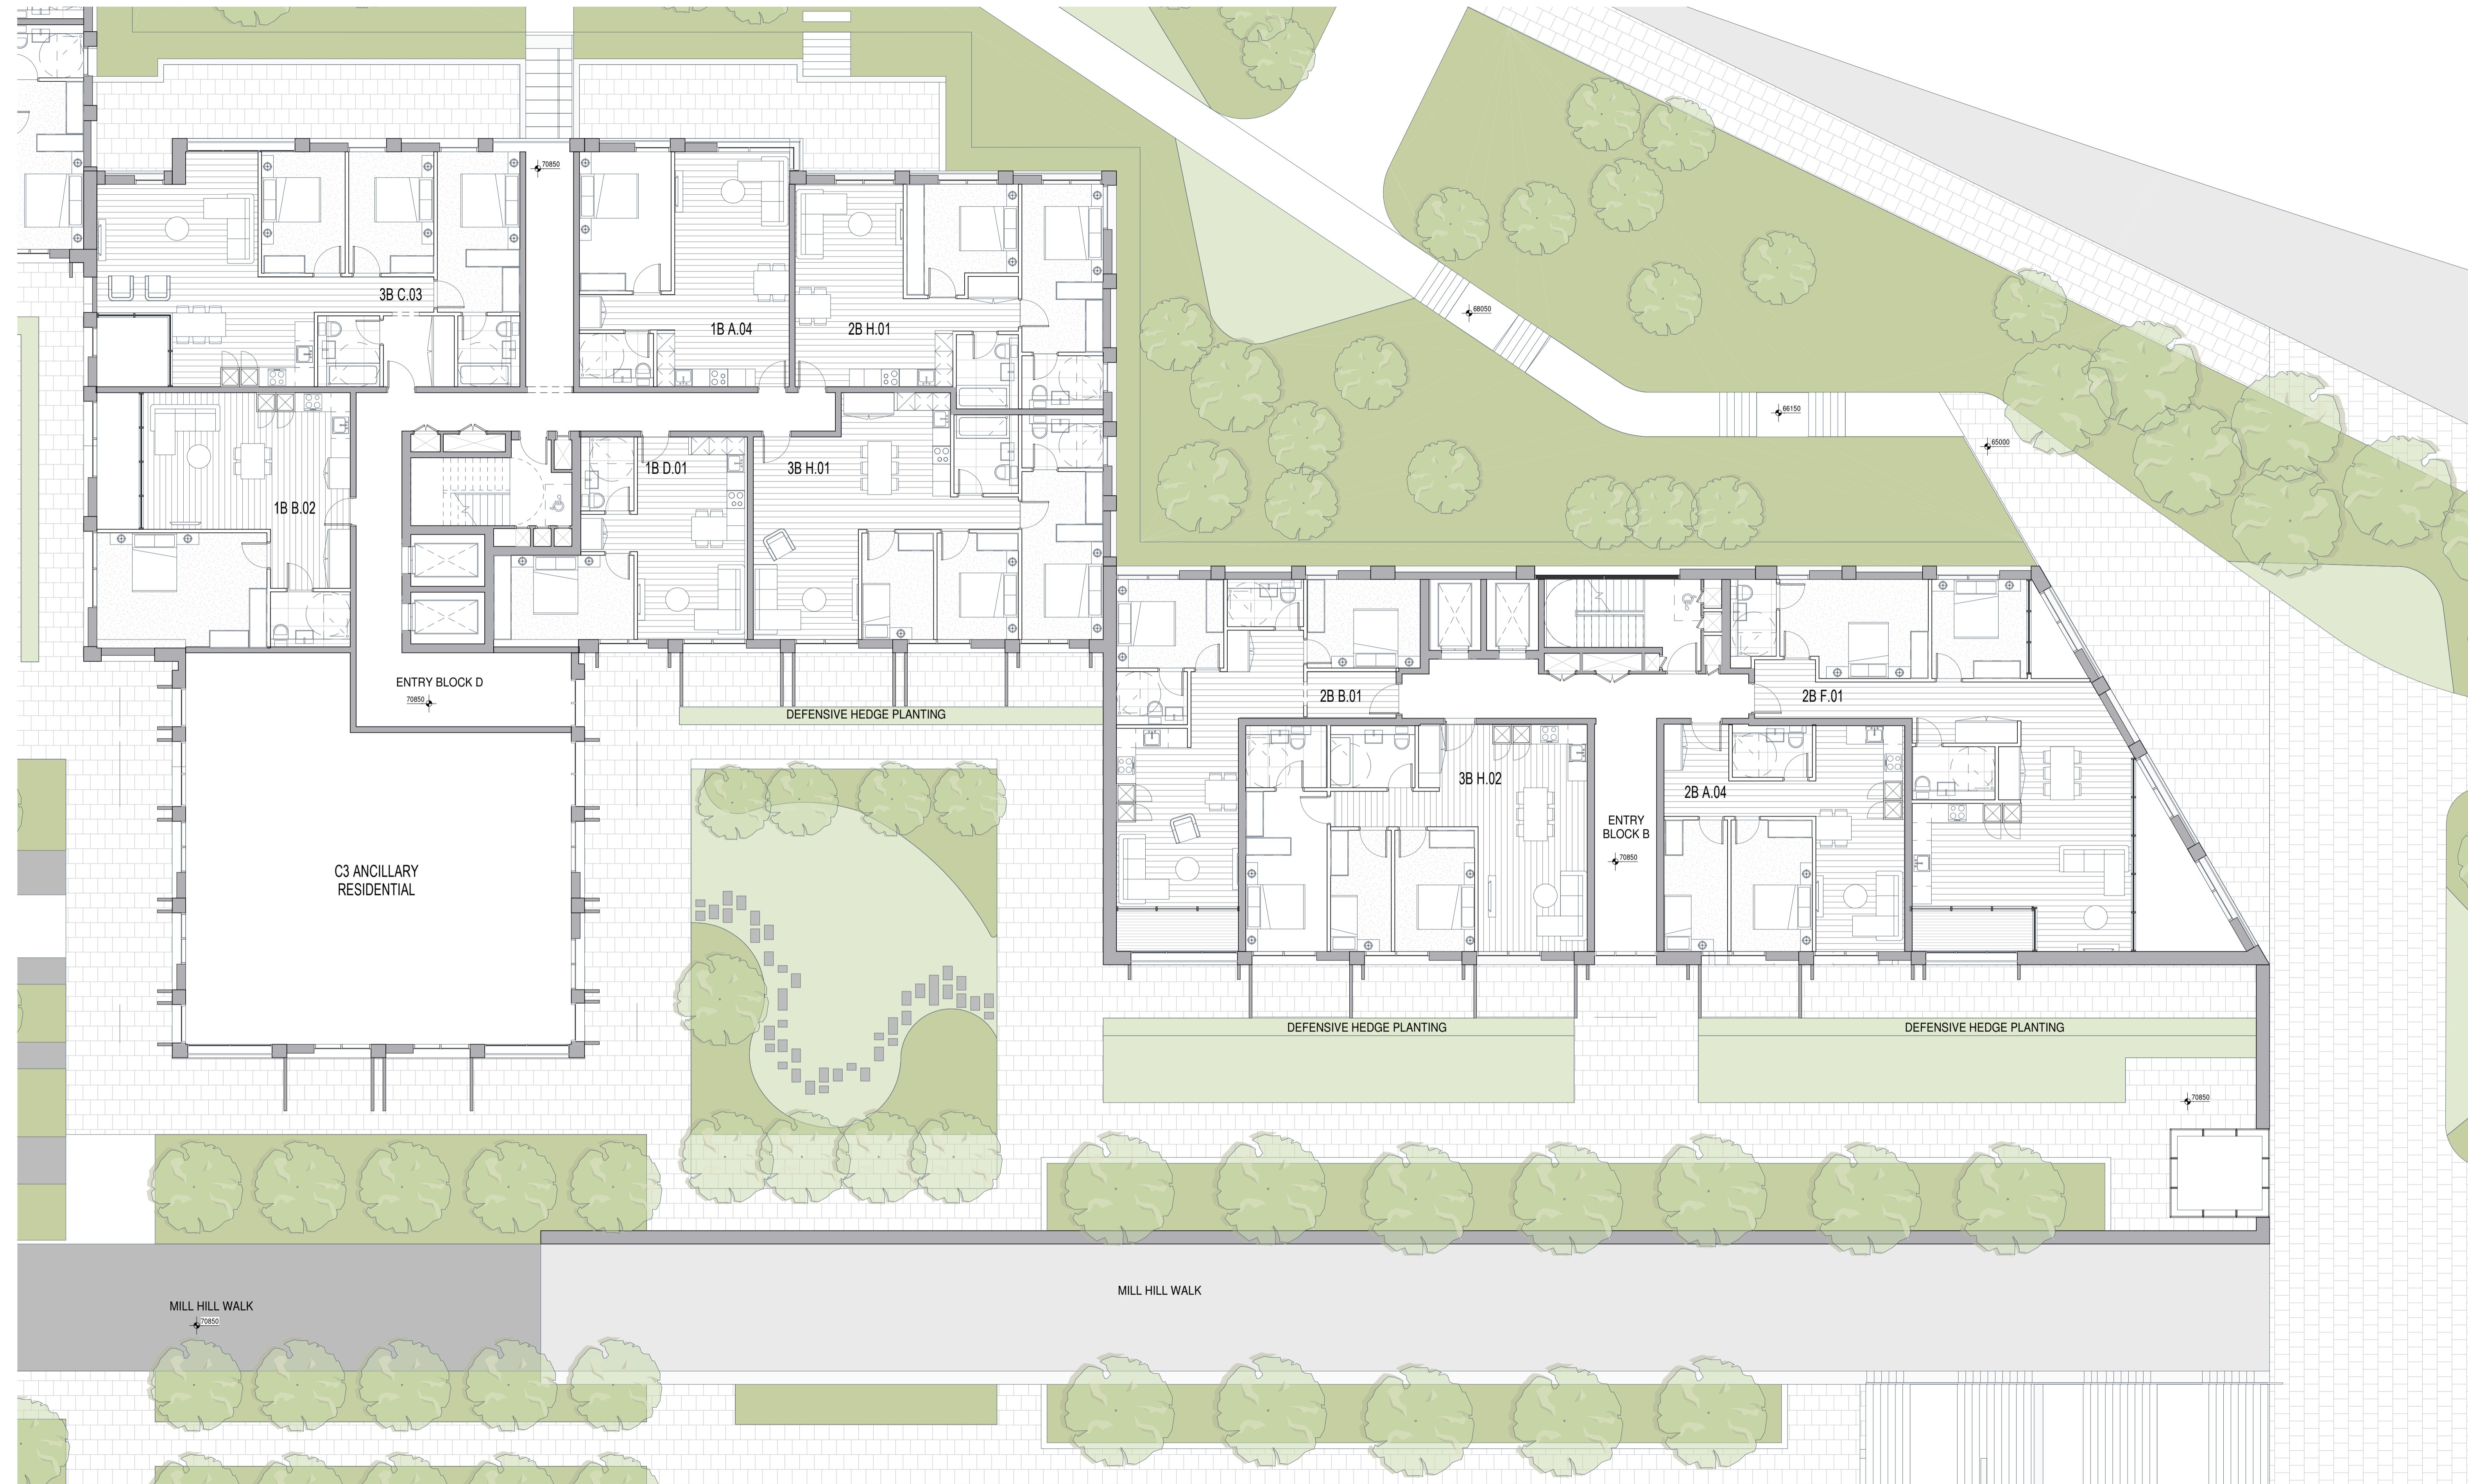 70850
3B C.03
1B A.04
2B H.01
68050
66150
65000
1B D.01
3B H.01
1B B.02
ENTRY BLOCK D
70850
2B B.01
2B F.01
DEFENSIVE HEDGE PLANTING
3B H.02
2B A.04
ENTRY
BLOCK B
70850
C3 ANCILLARY
RESIDENTIAL
DEFENSIVE HEDGE PLANTING
DEFENSIVE HEDGE PLANTING
70850
MILL HILL WALK
MILL HILL WALK
70850